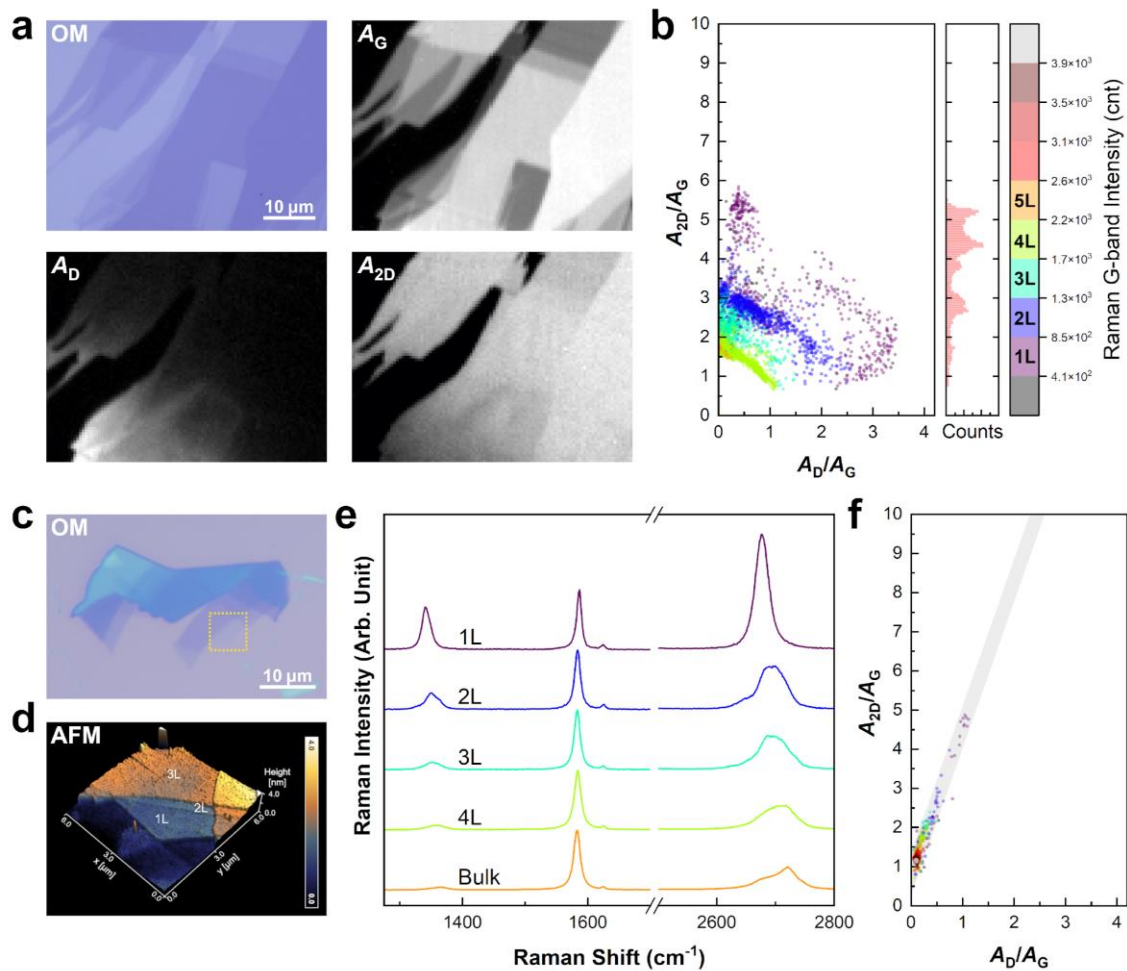 a
OM
10 μm
A_G
A_D
A_2D
b
A_2D/A_G
10
9
8
7
6
5
4
3
2
1
0
0 1 2 3 4
A_D/A_G
Counts
5L
4L
3L
2L
1L
3.9×10³
3.5×10³
3.1×10³
2.6×10³
2.2×10³
1.7×10³
1.3×10³
8.5×10²
4.1×10²
Raman G-band Intensity (cnt)
c
OM
10 μm
d
AFM
3L
2L
1L
Height
[nm]
4.0
0.0
6.0
3.0
0.0
x [μm]
6.0
3.0
0.0
y [μm]
4.0
0.0
e
Raman Intensity (Arb. Unit)
1L
2L
3L
4L
Bulk
1400 1600 2600 2800
Raman Shift (cm⁻¹)
f
A_2D/A_G
10
9
8
7
6
5
4
3
2
1
0
0 1 2 3 4
A_D/A_G